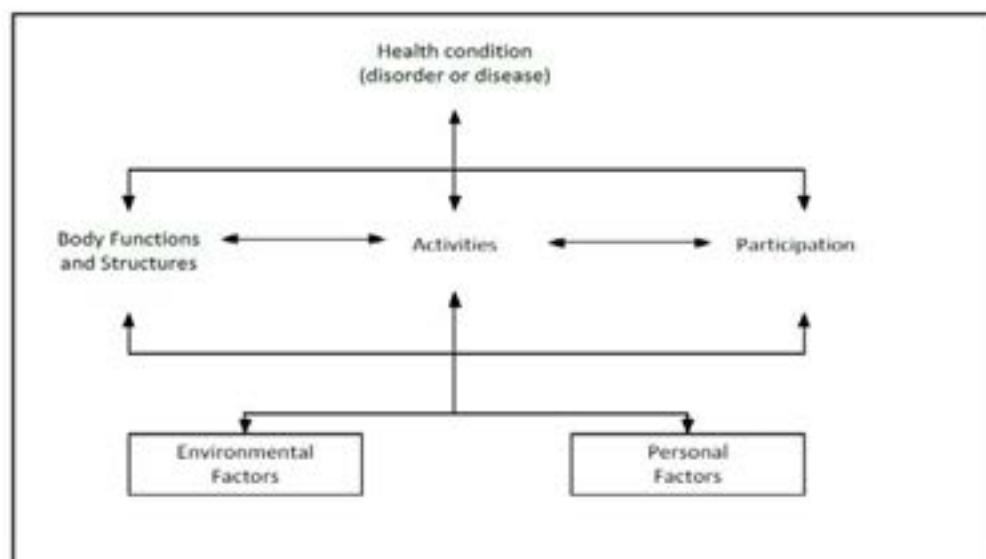 Health condition
(disorder or disease)
Body Functions
and Structures
Activities
Participation
Environmental
Factors
Personal
Factors